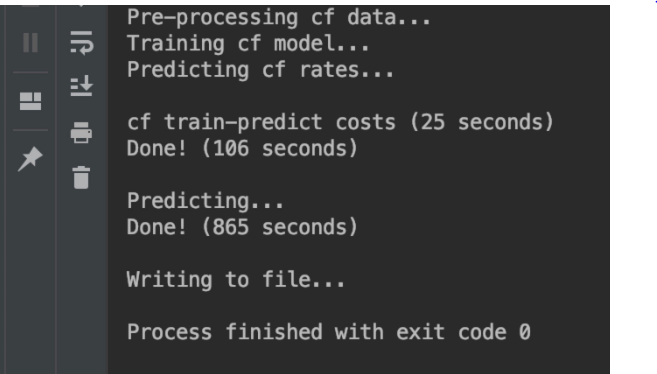 Pre-processing cf data...
Training cf model...
Predicting cf rates...
cf train-predict costs (25 seconds)
Done! (106 seconds)
Predicting...
Done! (865 seconds)
Writing to file...
Process finished with exit code 0